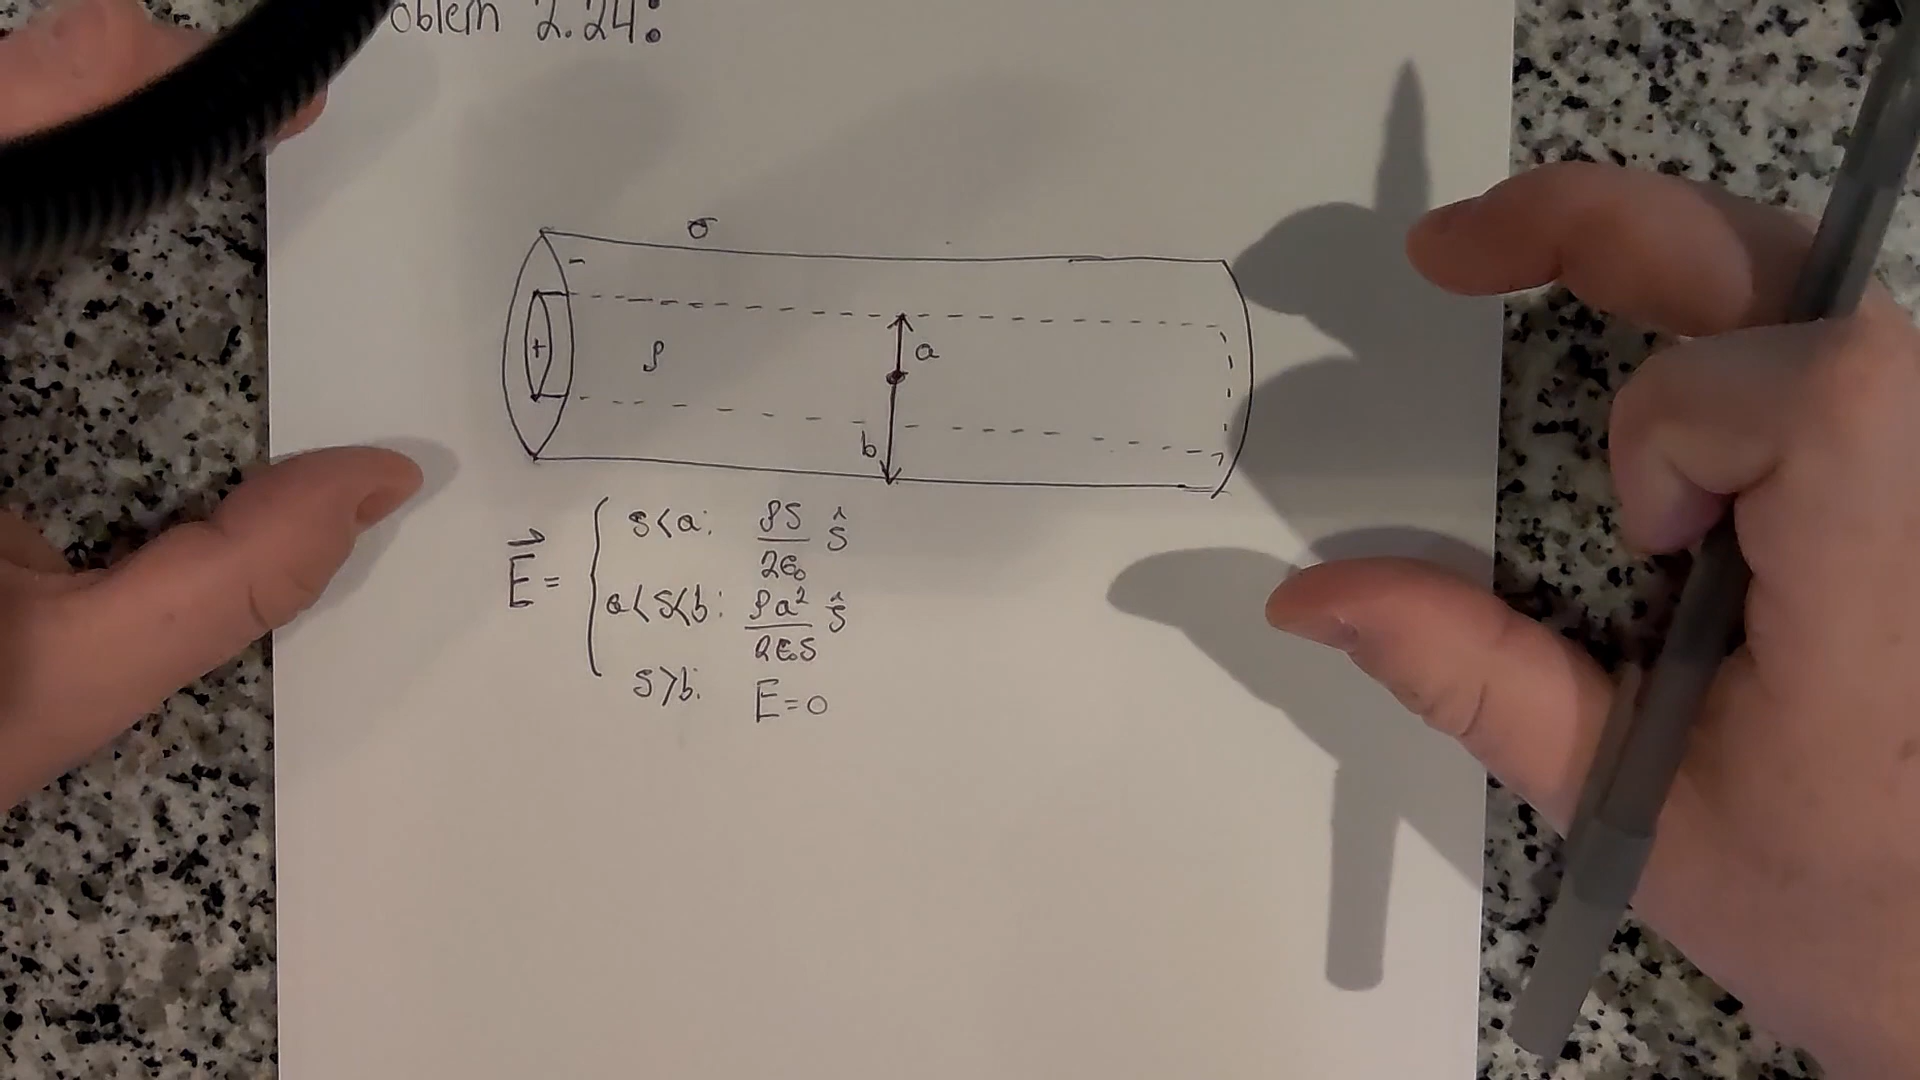 oblem 2.24:
σ
-
+
ρ
a
b
E⃗ =
s<a: ρs/2ϵ₀ ŝ
a<s<b: ρa²/2ϵ₀s ŝ
s>b: E=0